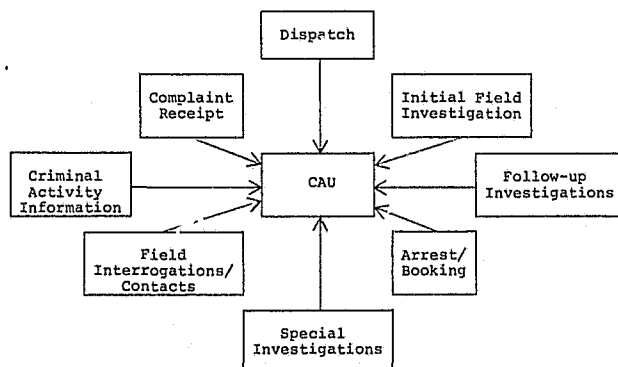 Dispatch
Complaint
Receipt
Initial Field
Investigation
Criminal
Activity
Information
CAU
Follow-up
Investigations
Field
Interrogations/
Contacts
Arrest/
Booking
Special
Investigations